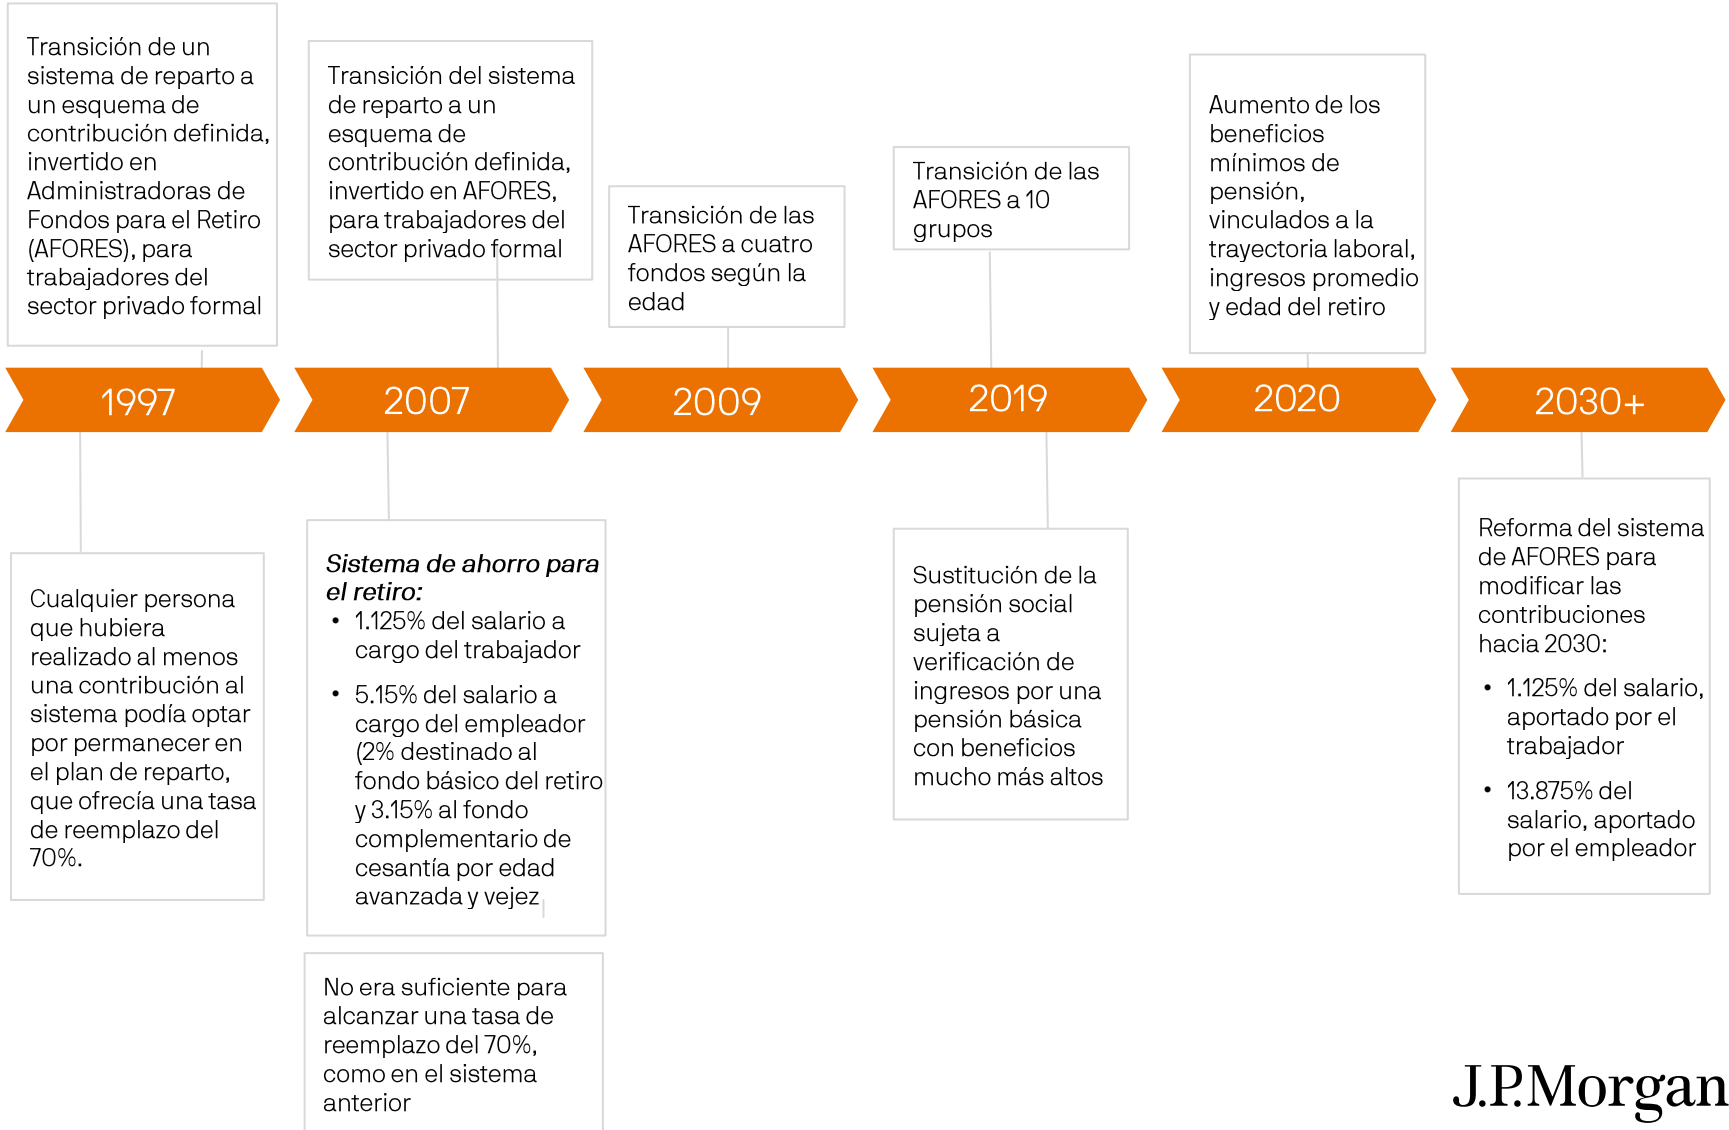 Transición de un
sistema de reparto a
un esquema de
contribución definida,
invertido en
Administradoras de
Fondos para el Retiro
(AFORES), para
trabajadores del
sector privado formal
Transición del sistema
de reparto a un
esquema de
contribución definida,
invertido en AFORES,
para trabajadores del
sector privado formal
Transición de las
AFORES a cuatro
fondos según la
edad
Transición de las
AFORES a 10
grupos
Aumento de los
beneficios
mínimos de
pensión,
vinculados a la
trayectoria laboral,
ingresos promedio
y edad del retiro
1997
2007
2009
2019
2020
2030+
Cualquier persona
que hubiera
realizado al menos
una contribución al
sistema podía optar
por permanecer en
el plan de reparto,
que ofrecía una tasa
de reemplazo del
70%.
Sistema de ahorro para
el retiro:
• 1.125% del salario a
cargo del trabajador
• 5.15% del salario a
cargo del empleador
(2% destinado al
fondo básico del retiro
y 3.15% al fondo
complementario de
cesantía por edad
avanzada y vejez
No era suficiente para
alcanzar una tasa de
reemplazo del 70%,
como en el sistema
anterior
Sustitución de la
pensión social
sujeta a
verificación de
ingresos por una
pensión básica
con beneficios
mucho más altos
Reforma del sistema
de AFORES para
modificar las
contribuciones
hacia 2030:
• 1.125% del salario,
aportado por el
trabajador
• 13.875% del
salario, aportado
por el empleador
J.P.Morgan